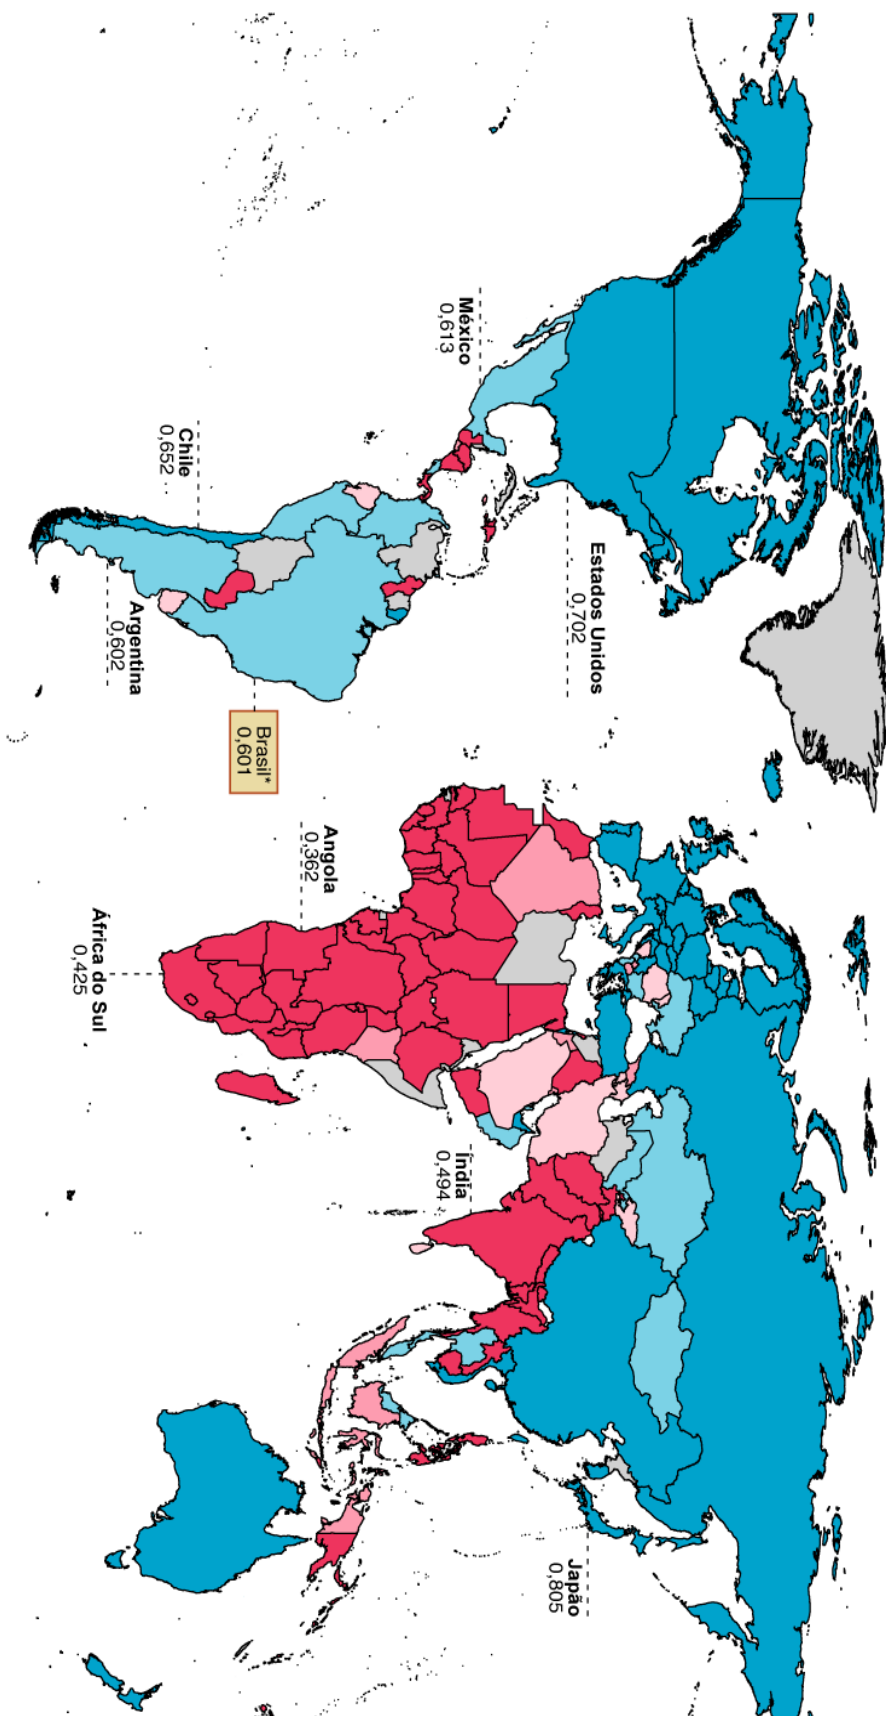 Estados Unidos
0,702
México
0,613
Chile
0,652
Argentina
0,602
Brasil*
0,601
Angola
0,362
África do Sul
0,425
Índia
0,494
Japão
0,805